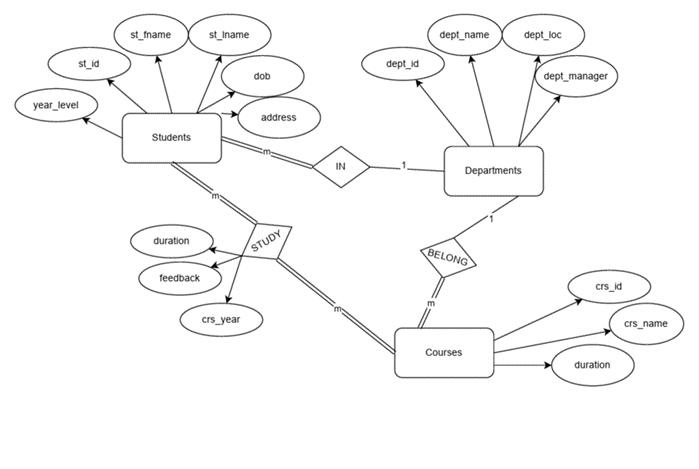 st_fname
st_lname
dept_name
dept_loc
st_id
dept_id
dob
dept_manager
year_level
address
Students
m
IN
1
Departments
m
1
duration
STUDY
BELONG
feedback
crs_year
m
m
crs_id
crs_name
Courses
duration